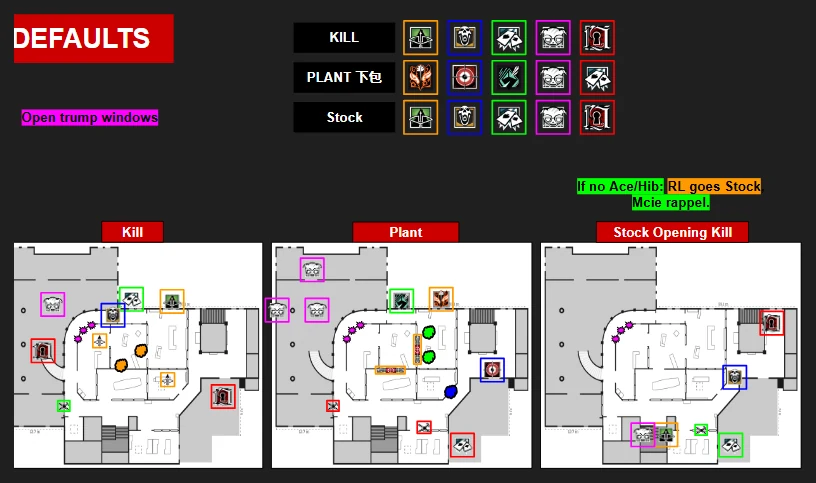 DEFAULTS
KILL
PLANT 下包
Stock
Open trump windows
If no Ace/Hib: RL goes Stock
Mcie rappel.
Kill
Plant
Stock Opening Kill